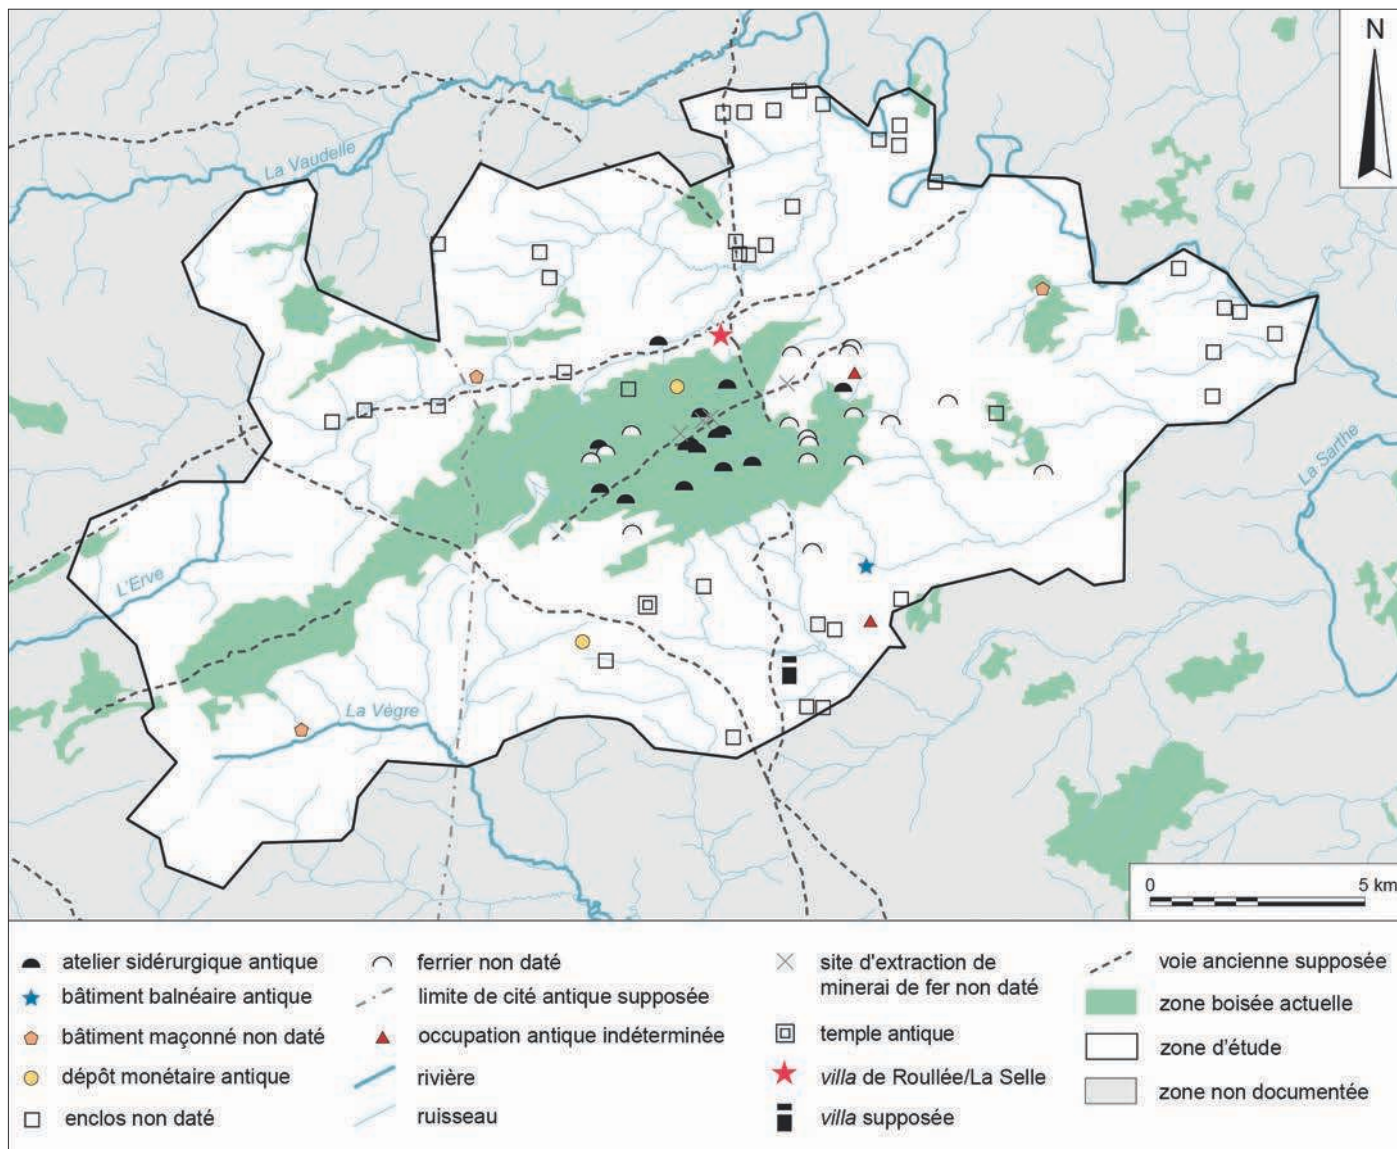 N
La Vaudelle
La Sarthe
L'Erve
La Vègre
0 5 km
atelier sidérurgique antique
bâtiment balnéaire antique
bâtiment maçonné non daté
dépôt monétaire antique
enclos non daté
ferrier non daté
limite de cité antique supposée
occupation antique indéterminée
rivière
ruisseau
site d'extraction de
minerai de fer non daté
temple antique
villa de Roullée/La Selle
villa supposée
voie ancienne supposée
zone boisée actuelle
zone d'étude
zone non documentée